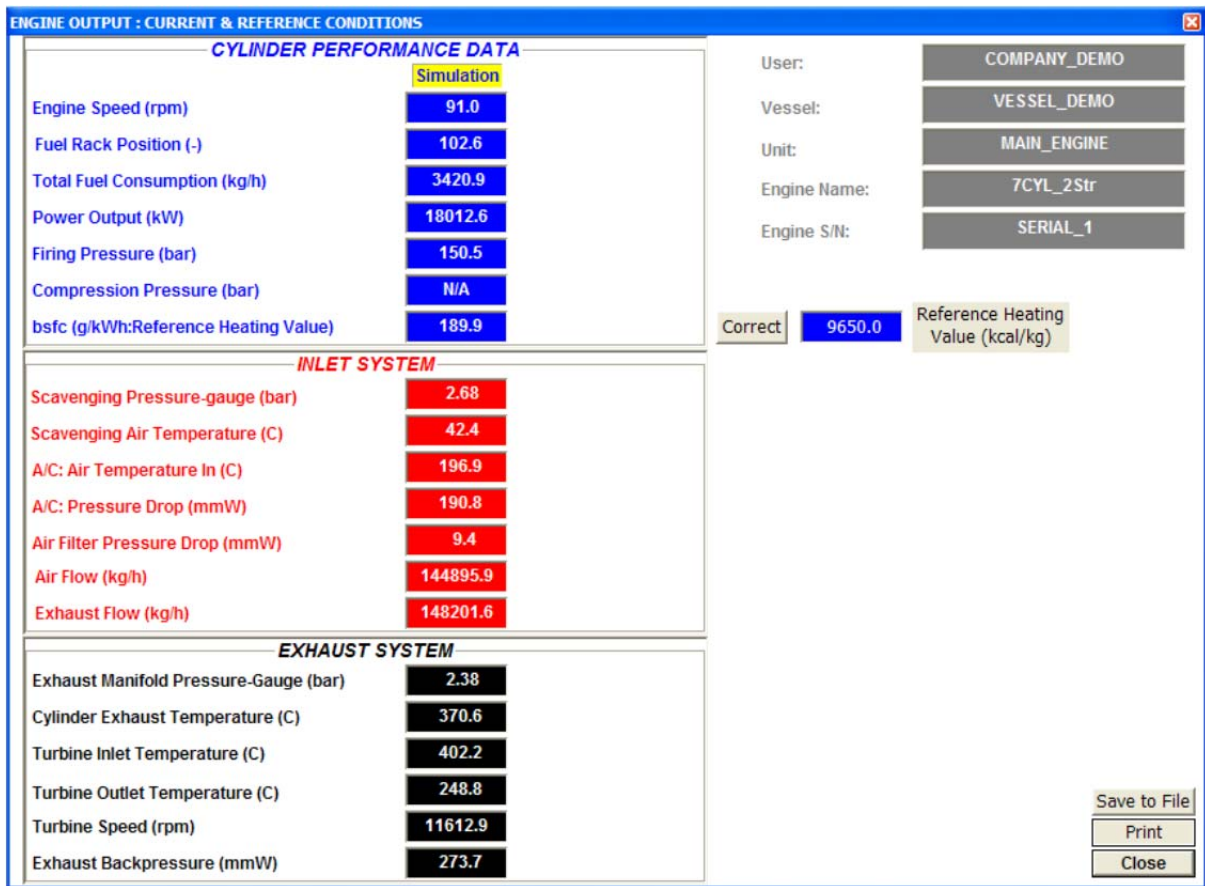 ENGINE OUTPUT : CURRENT & REFERENCE CONDITIONS
CYLINDER PERFORMANCE DATA
Simulation
Engine Speed (rpm) 91.0
Fuel Rack Position (-) 102.6
Total Fuel Consumption (kg/h) 3420.9
Power Output (kW) 18012.6
Firing Pressure (bar) 150.5
Compression Pressure (bar) N/A
bsfc (g/kWh:Reference Heating Value) 189.9
User: COMPANY_DEMO
Vessel: VESSEL_DEMO
Unit: MAIN_ENGINE
Engine Name: 7CYL_2Str
Engine S/N: SERIAL_1
Correct 9650.0 Reference Heating
Value (kcal/kg)
INLET SYSTEM
Scavenging Pressure-gauge (bar) 2.68
Scavenging Air Temperature (C) 42.4
A/C: Air Temperature In (C) 196.9
A/C: Pressure Drop (mmW) 190.8
Air Filter Pressure Drop (mmW) 9.4
Air Flow (kg/h) 144895.9
Exhaust Flow (kg/h) 148201.6
EXHAUST SYSTEM
Exhaust Manifold Pressure-Gauge (bar) 2.38
Cylinder Exhaust Temperature (C) 370.6
Turbine Inlet Temperature (C) 402.2
Turbine Outlet Temperature (C) 248.8
Turbine Speed (rpm) 11612.9
Exhaust Backpressure (mmW) 273.7
Save to File
Print
Close